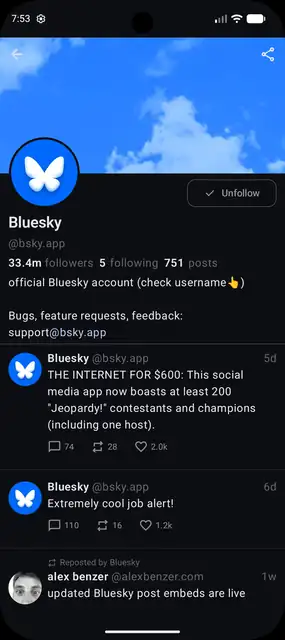 7:53
Unfollow
Bluesky
@bsky.app
33.4m followers 5 following 751 posts
official Bluesky account (check username👆)
Bugs, feature requests, feedback:
support@bsky.app
Bluesky @bsky.app 5d
THE INTERNET FOR $600: This social
media app now boasts at least 200
"Jeopardy!" contestants and champions
(including one host).
74 28 2.0k
Bluesky @bsky.app 6d
Extremely cool job alert!
110 16 1.2k
Reposted by Bluesky
alex benzer @alexbenzer.com 1w
updated Bluesky post embeds are live